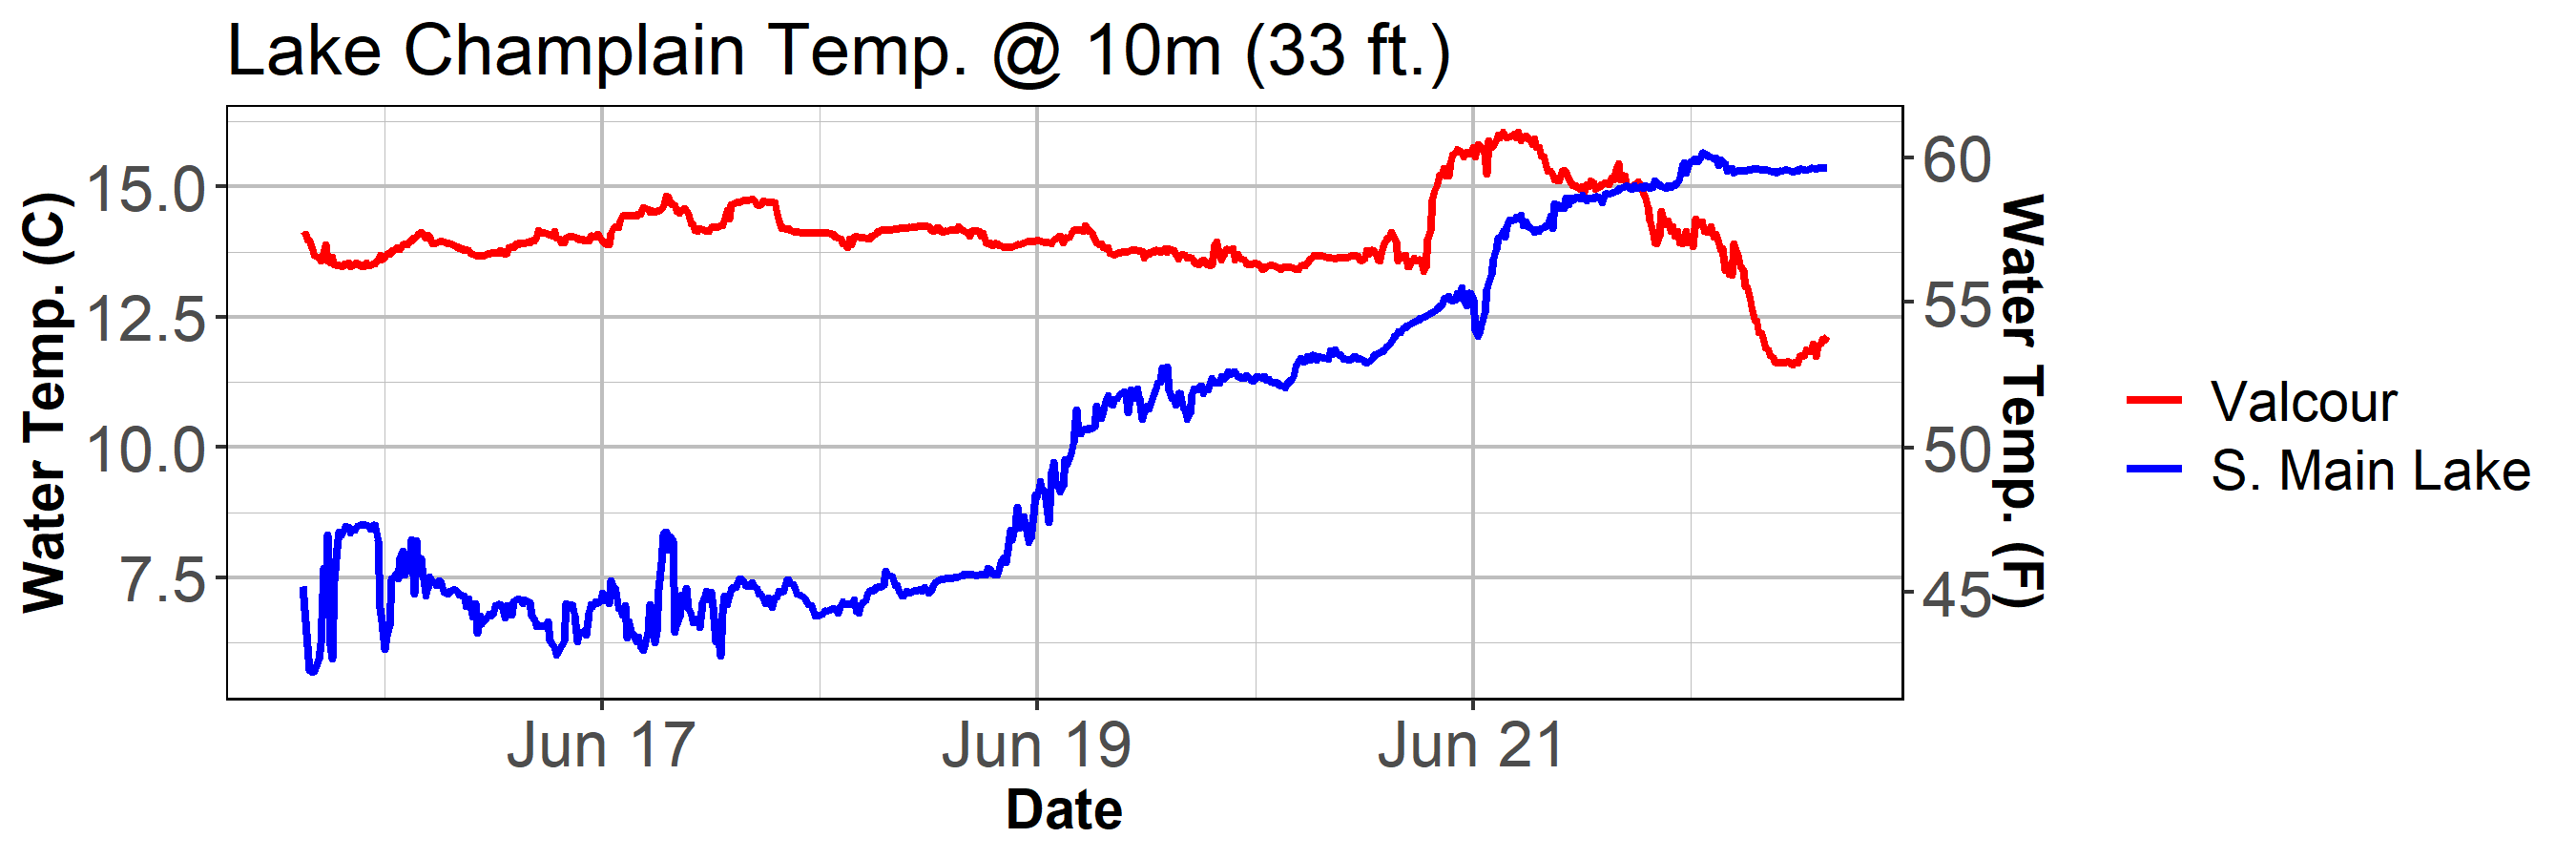 Lake Champlain Temp. @ 10m (33 ft.)
Water Temp. (C)
15.0
12.5
10.0
7.5
60
55
50
45
Water Temp. (F)
Jun 17
Jun 19
Jun 21
Date
Valcour
S. Main Lake